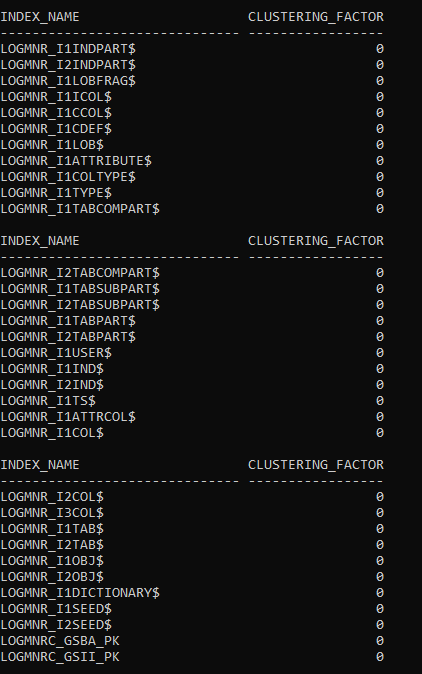 INDEX_NAME                     CLUSTERING_FACTOR
------------------------------ -----------------
LOGMNR_I1INDPART$                              0
LOGMNR_I2INDPART$                              0
LOGMNR_I1LOBFRAG$                              0
LOGMNR_I1ICOL$                                 0
LOGMNR_I1CCOL$                                 0
LOGMNR_I1CDEF$                                 0
LOGMNR_I1LOB$                                  0
LOGMNR_I1ATTRIBUTE$                            0
LOGMNR_I1COLTYPE$                              0
LOGMNR_I1TYPE$                                 0
LOGMNR_I1TABCOMPART$                           0

INDEX_NAME                     CLUSTERING_FACTOR
------------------------------ -----------------
LOGMNR_I2TABCOMPART$                           0
LOGMNR_I1TABSUBPART$                           0
LOGMNR_I2TABSUBPART$                           0
LOGMNR_I1TABPART$                              0
LOGMNR_I2TABPART$                              0
LOGMNR_I1USER$                                 0
LOGMNR_I1IND$                                  0
LOGMNR_I2IND$                                  0
LOGMNR_I1TS$                                   0
LOGMNR_I1ATTRCOL$                              0
LOGMNR_I1COL$                                  0

INDEX_NAME                     CLUSTERING_FACTOR
------------------------------ -----------------
LOGMNR_I2COL$                                  0
LOGMNR_I3COL$                                  0
LOGMNR_I1TAB$                                  0
LOGMNR_I2TAB$                                  0
LOGMNR_I1OBJ$                                  0
LOGMNR_I2OBJ$                                  0
LOGMNR_I1DICTIONARY$                           0
LOGMNR_I1SEED$                                 0
LOGMNR_I2SEED$                                 0
LOGMNRC_GSBA_PK                                0
LOGMNRC_GSII_PK                                0